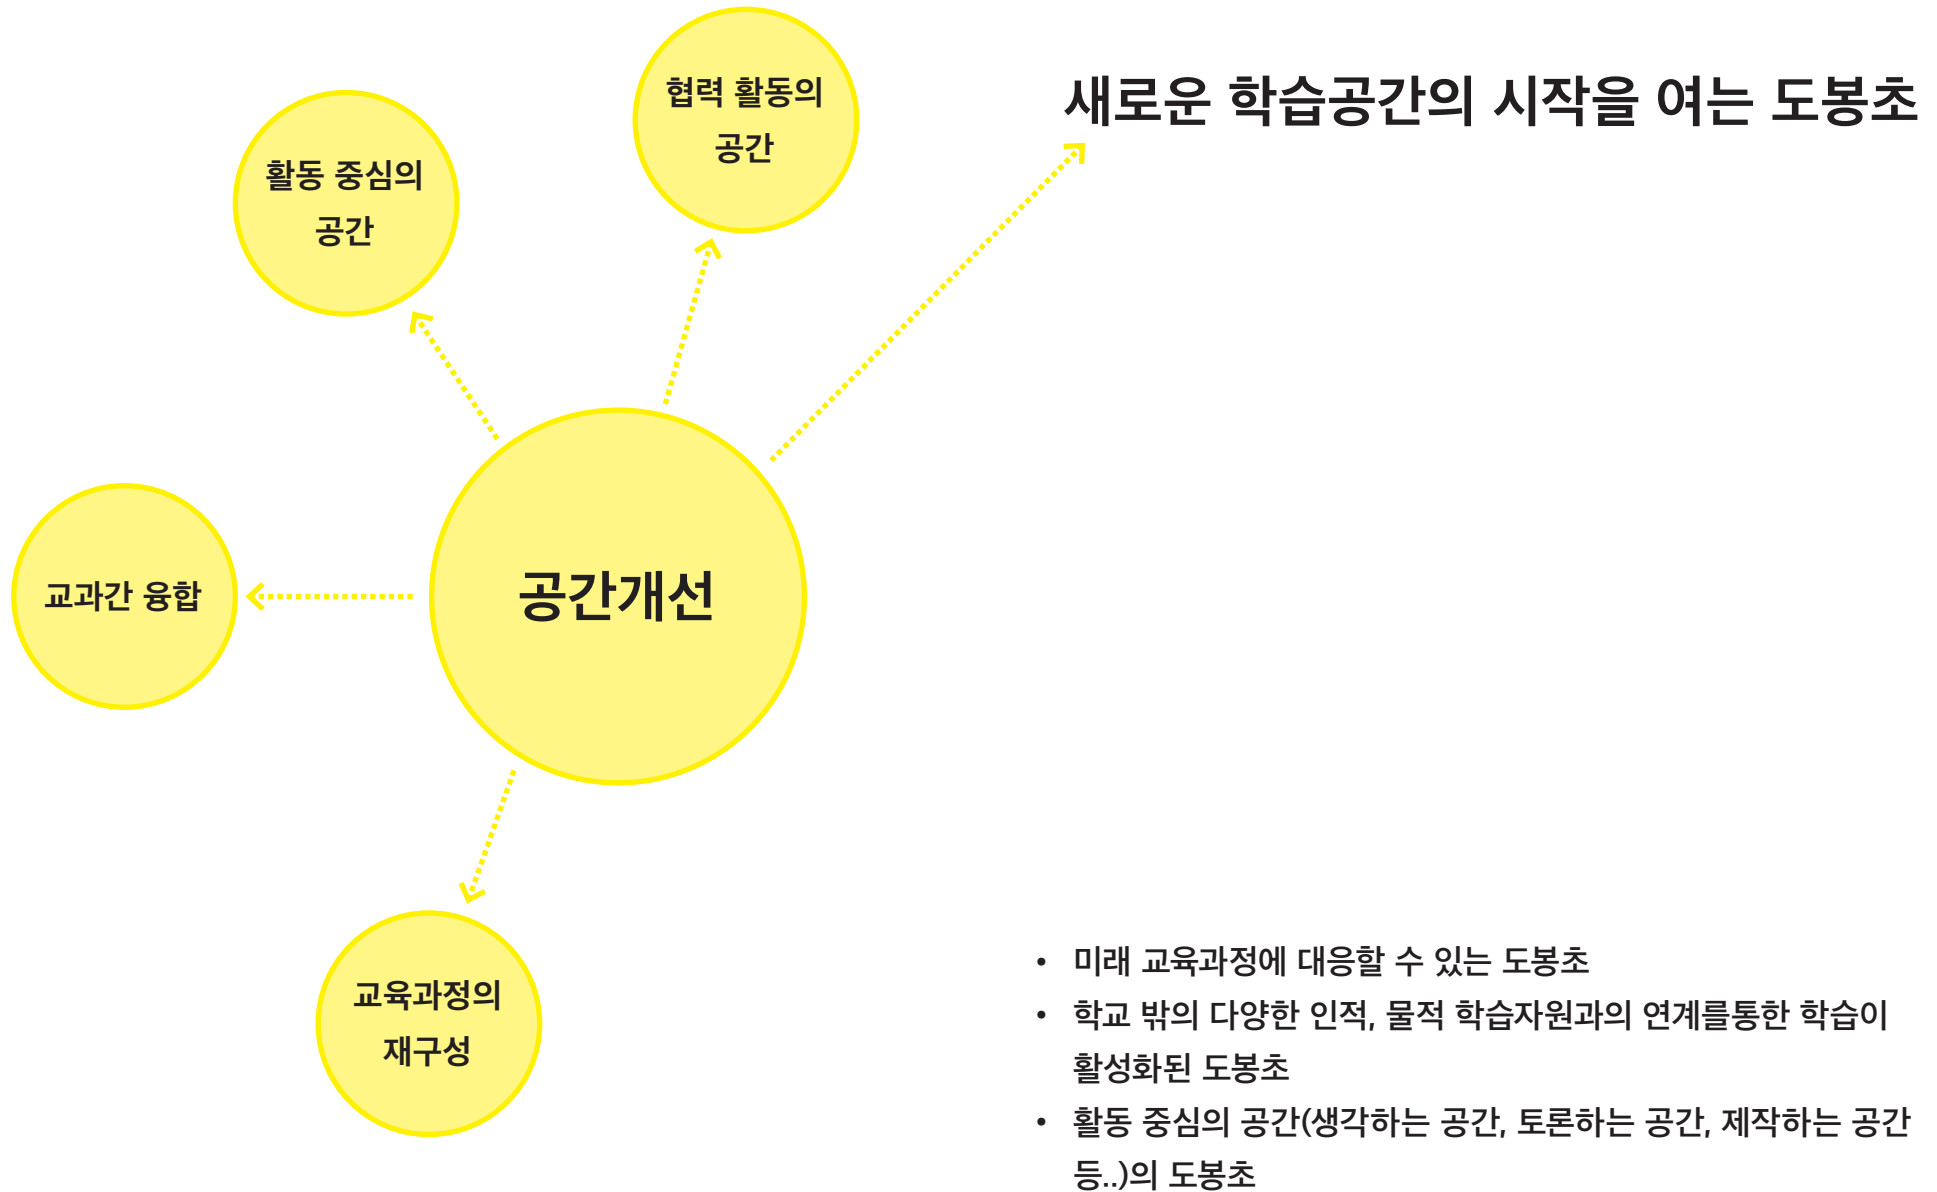 협력 활동의
공간
새로운 학습공간의 시작을 여는 도봉초
활동 중심의
공간
교과간 융합
공간개선
교육과정의
재구성
• 미래 교육과정에 대응할 수 있는 도봉초
• 학교 밖의 다양한 인적, 물적 학습자원과의 연계를통한 학습이
활성화된 도봉초
• 활동 중심의 공간(생각하는 공간, 토론하는 공간, 제작하는 공간
등..)의 도봉초